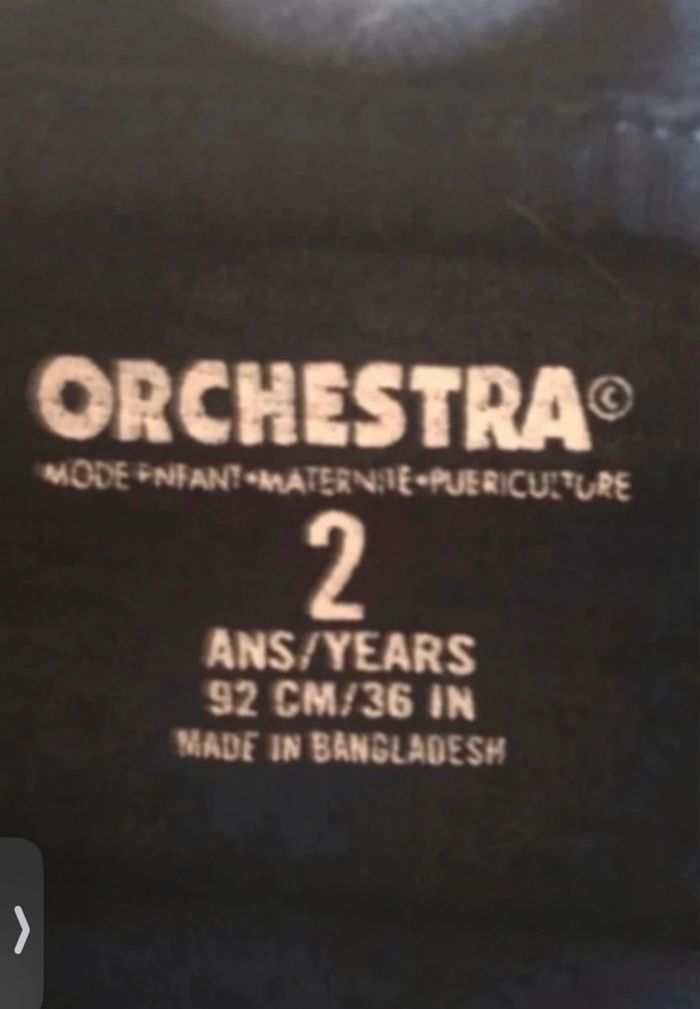 ORCHESTRA©
MODE ENFANT•MATERNITE•PUERICULTURE
2
ANS/YEARS
92 CM/36 IN
MADE IN BANGLADESH